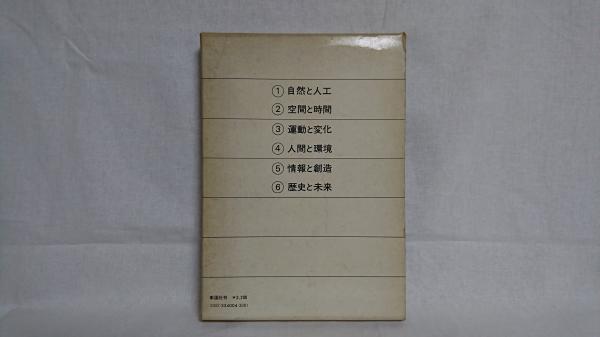 ① 自然と人工
② 空間と時間
③ 運動と変化
④ 人間と環境
⑤ 情報と創造
⑥ 歴史と未来